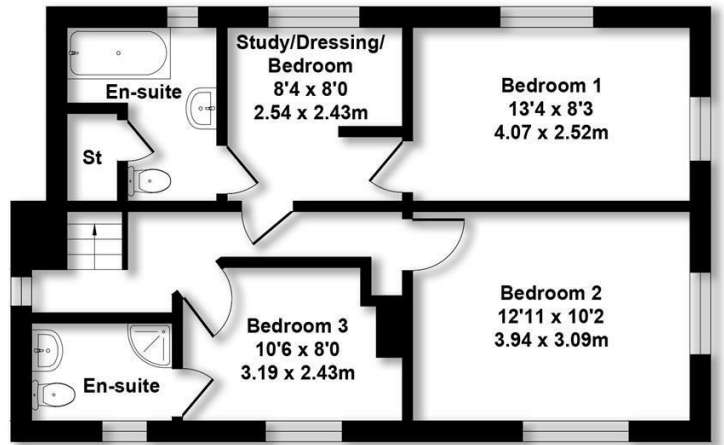 Study/Dressing/
Bedroom
8'4 x 8'0
2.54 x 2.43m
En-suite
Bedroom 1
13'4 x 8'3
4.07 x 2.52m
St
Bedroom 2
12'11 x 10'2
3.94 x 3.09m
Bedroom 3
10'6 x 8'0
3.19 x 2.43m
En-suite